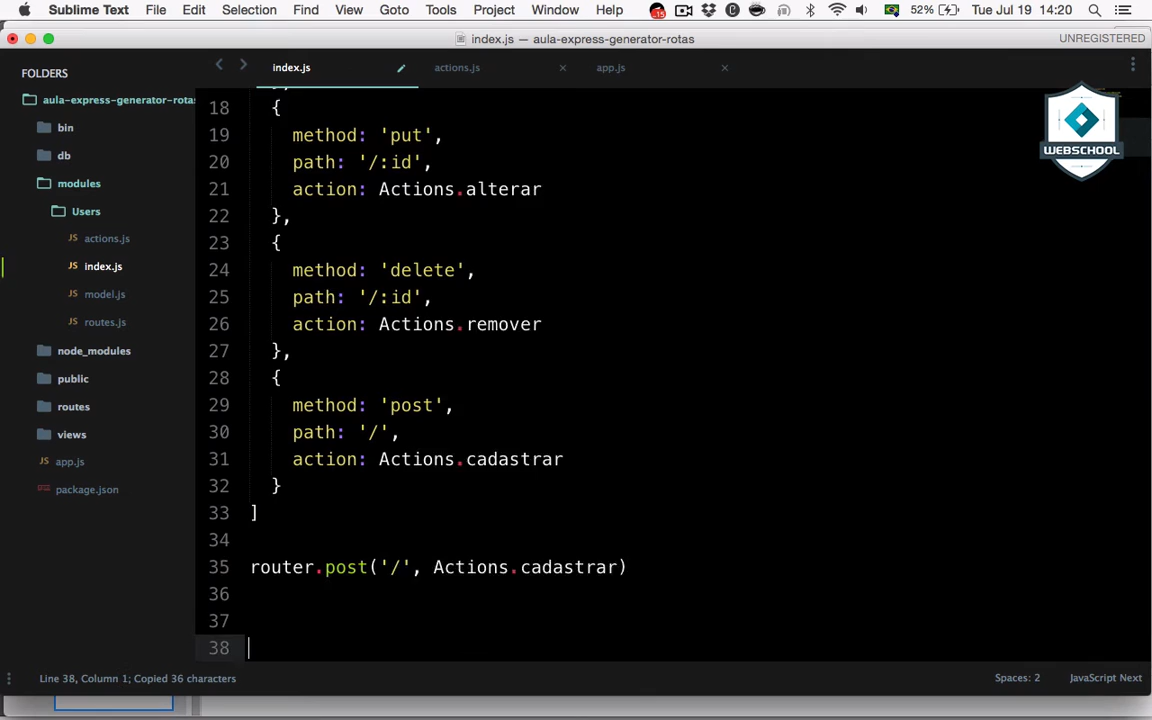 Sublime Text File Edit Selection Find View Goto Tools Project Window Help 52% Tue Jul 19 14:20
index.js — aula-express-generator-rotas UNREGISTERED
FOLDERS
aula-express-generator-rotas
bin
db
modules
Users
actions.js
index.js
model.js
routes.js
node_modules
public
routes
views
app.js
package.json
index.js actions.js app.js
WEBSCHOOL
18 {
19 method: 'put',
20 path: '/:id',
21 action: Actions.alterar
22 },
23 {
24 method: 'delete',
25 path: '/:id',
26 action: Actions.remover
27 },
28 {
29 method: 'post',
30 path: '/',
31 action: Actions.cadastrar
32 }
33 ]
34
35 router.post('/', Actions.cadastrar)
36
37
38
Line 38, Column 1; Copied 36 characters Spaces: 2 JavaScript Next